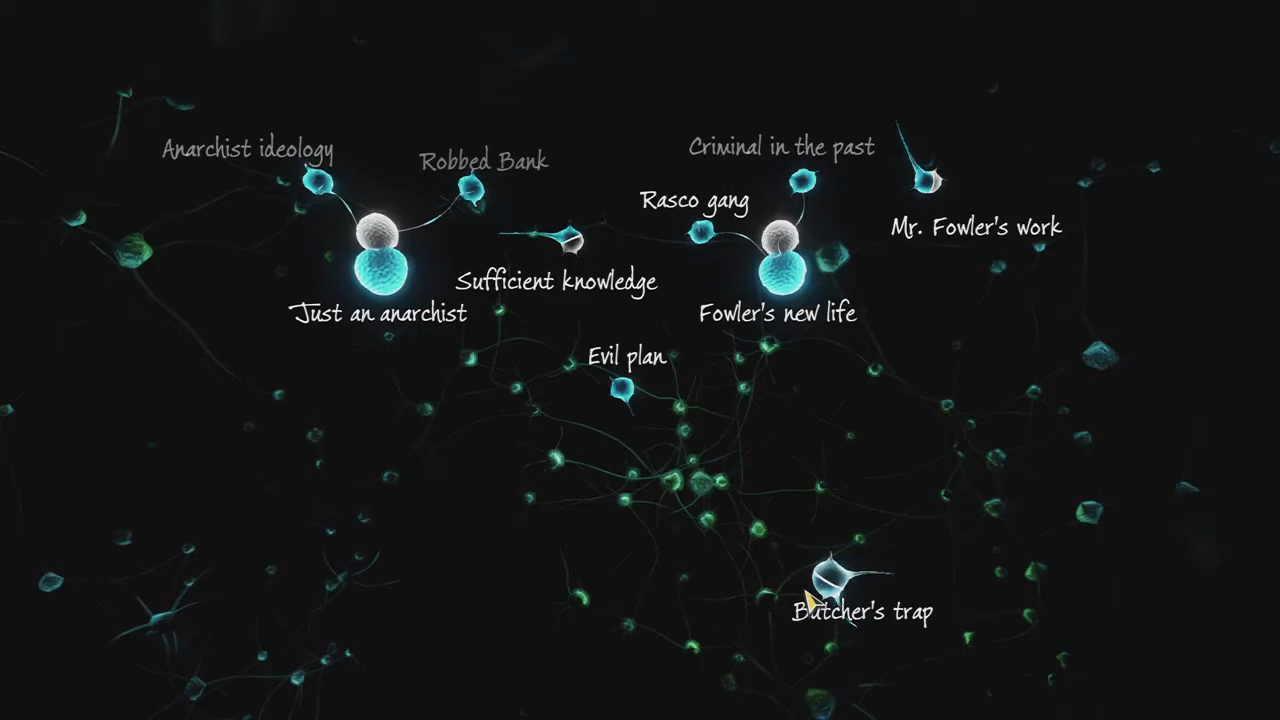 Anarchist ideology
Robbed Bank
Criminal in the past
Rasco gang
Mr. Fowler's work
Sufficient knowledge
Just an anarchist
Fowler's new life
Evil plan
Butcher's trap